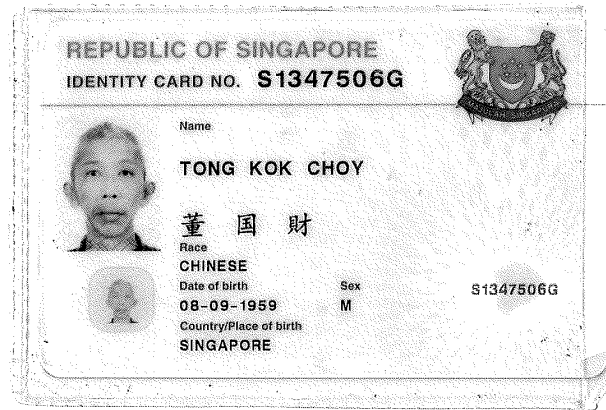 REPUBLIC OF SINGAPORE
IDENTITY CARD NO. S1347506G
Name
TONG KOK CHOY
董 国 財
Race
CHINESE
Date of birth Sex
08-09-1959 M
S1347506G
Country/Place of birth
SINGAPORE